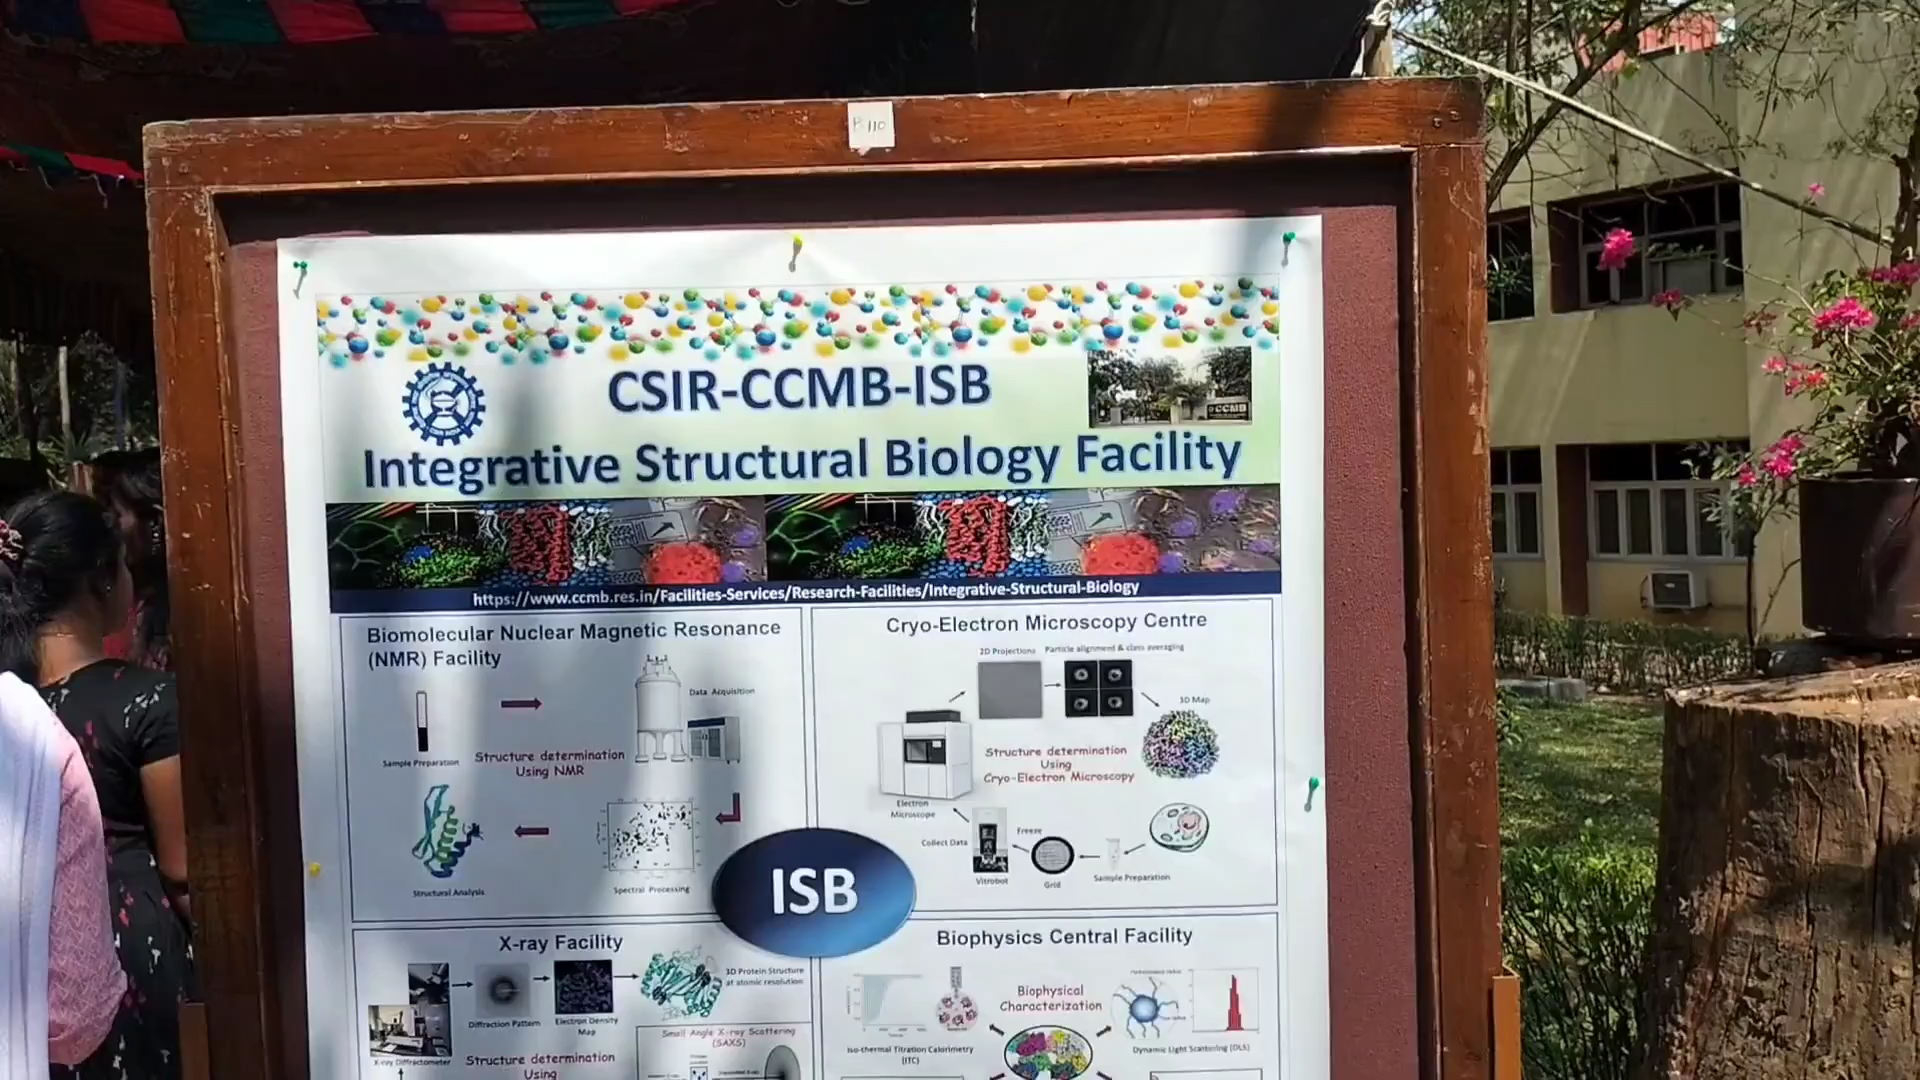 P 110
CSIR-CCMB-ISB
CCMB
Integrative Structural Biology Facility
https://www.ccmb.res.in/Facilities-Services/Research-Facilities/Integrative-Structural-Biology
Biomolecular Nuclear Magnetic Resonance
(NMR) Facility
Data Acquisition
Sample Preparation
Structure determination
Using NMR
Structural Analysis
Spectral Processing
Cryo-Electron Microscopy Centre
2D Projections
Particle alignment & class averaging
3D Map
Structure determination
Using
Cryo-Electron Microscopy
Electron
Microscope
Collect Data
Freeze
Vitrobot
Grid
Sample Preparation
ISB
X-ray Facility
3D Protein Structure
at atomic resolution
Diffraction Pattern
Electron Density
Map
X-ray Diffractometer
Structure determination
Using
Small Angle X-ray Scattering
(SAXS)
Biophysics Central Facility
Biophysical
Characterization
Iso-thermal Titration Calorimetry
(ITC)
Dynamic Light Scattering (DLS)